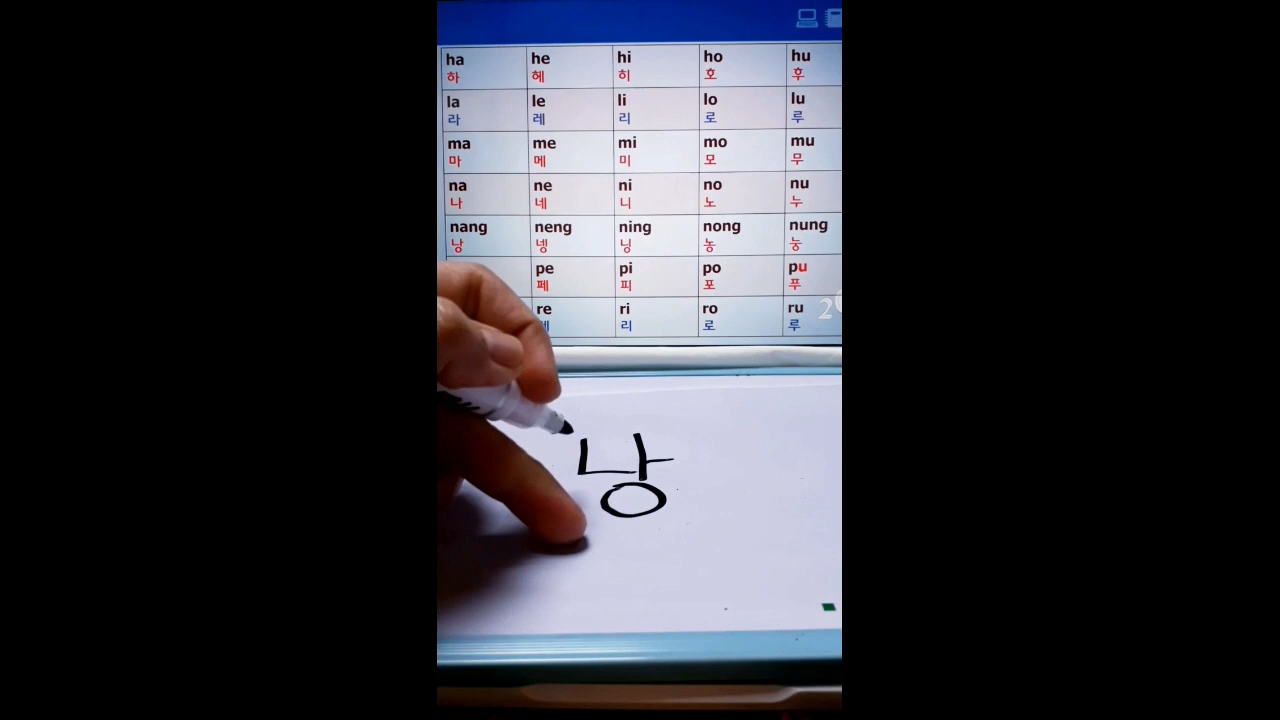 ha he hi ho hu
하 헤 히 호 후
la le li lo lu
라 레 리 로 루
ma me mi mo mu
마 메 미 모 무
na ne ni no nu
나 네 니 노 누
nang neng ning nong nung
낭 넹 닝 농 눙
pe pi po pu
페 피 포 푸
re ri ro ru
리 로 루
낭